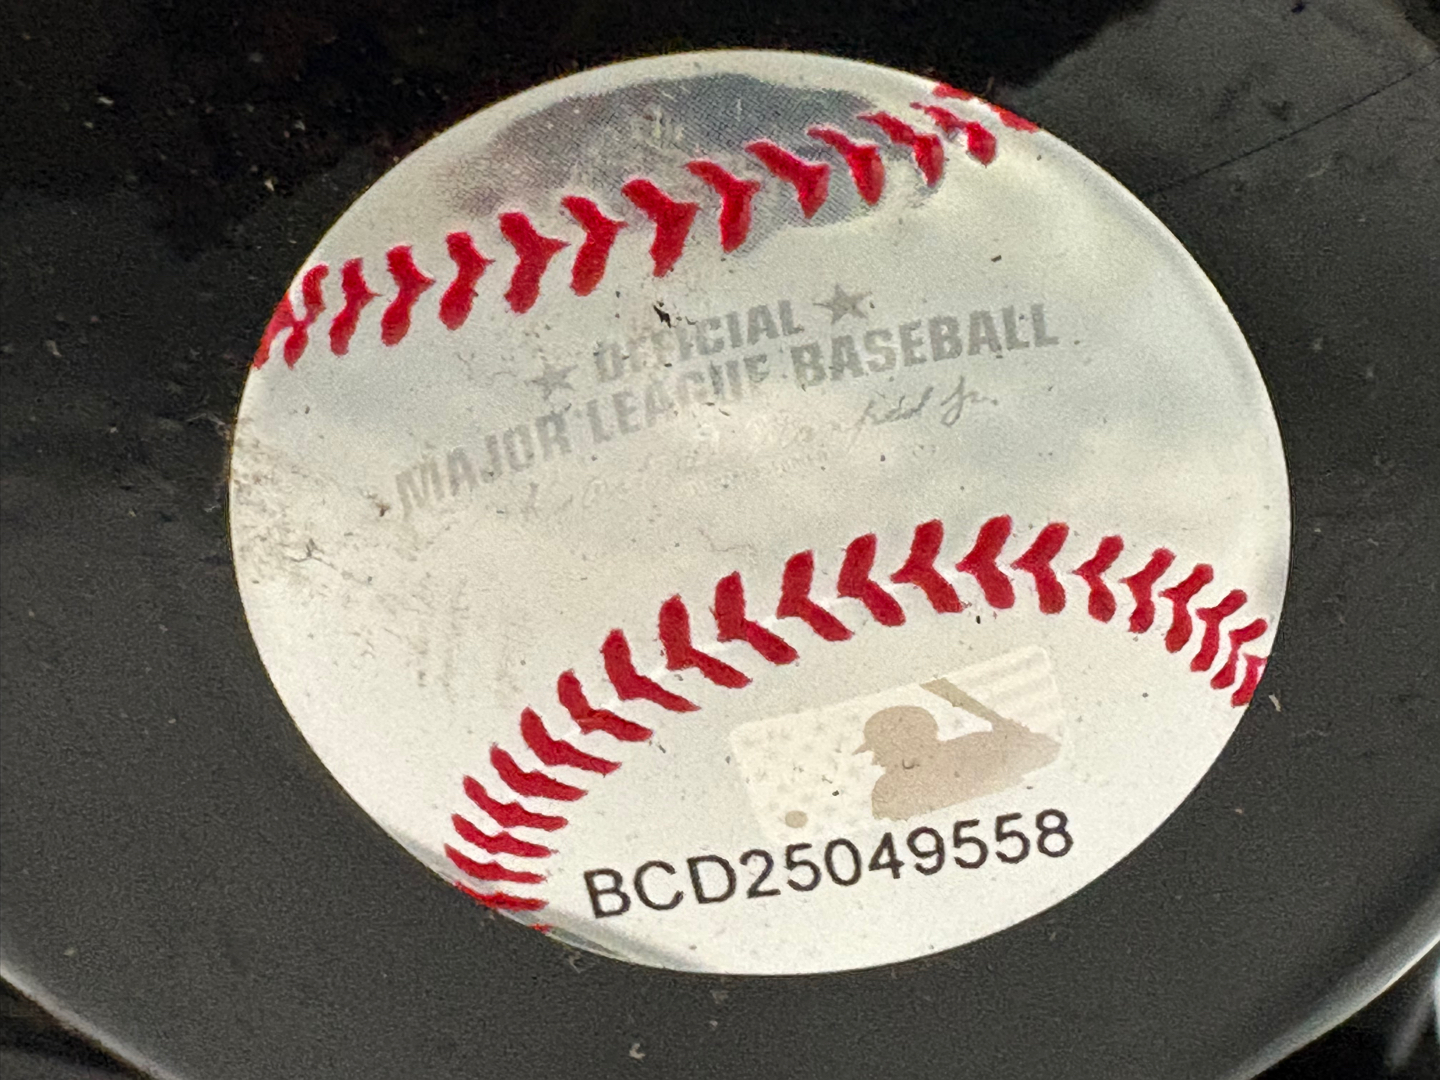 ★ OFFICIAL ★
MAJOR LEAGUE BASEBALL
BCD25049558